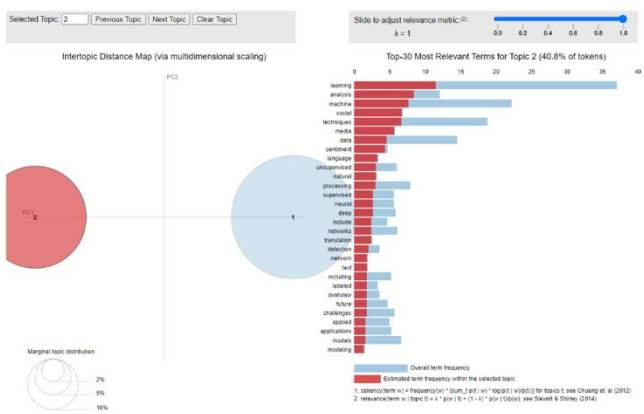 Selected Topic: 2 Previous Topic Next Topic Clear Topic
Slide to adjust relevance metric:(2)
λ = 1
0.0 0.2 0.4 0.6 0.8 1.0
Intertopic Distance Map (via multidimensional scaling)
PC2
PC1
2
1
Marginal topic distribution
2%
5%
10%
Top-30 Most Relevant Terms for Topic 2 (40.8% of tokens)
0 5 10 15 20 25 30 35 40
learning
analysis
machine
social
techniques
media
data
sentiment
language
unsupervised
natural
processing
supervised
neural
deep
include
networks
translation
detection
network
text
including
labeled
overview
future
challenges
applied
applications
models
modeling
Overall term frequency
Estimated term frequency within the selected topic
1. saliency(term w) = frequency(w) * [sum_t p(t | w) * log(p(t | w)/p(t))] for topics t; see Chuang et. al (2012)
2. relevance(term w | topic t) = λ * p(w | t) + (1 - λ) * p(w | t)/p(w); see Sievert & Shirley (2014)